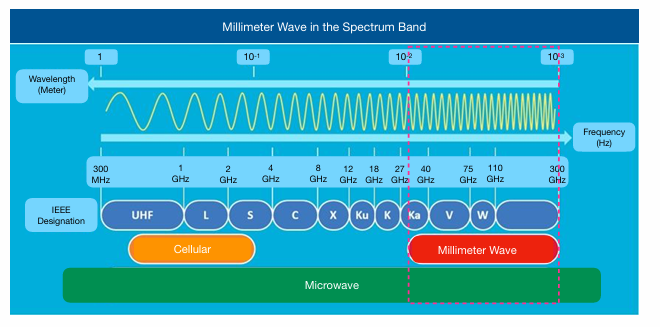 Millimeter Wave in the Spectrum Band
1 10-1 10-2 10-3
Wavelength
(Meter)
Frequency
(Hz)
300 MHz 1 GHz 2 GHz 4 GHz 8 GHz 12 GHz 18 GHz 27 GHz 40 GHz 75 GHz 110 GHz 300 GHz
IEEE
Designation
UHF L S C X Ku K Ka V W
Cellular Millimeter Wave
Microwave